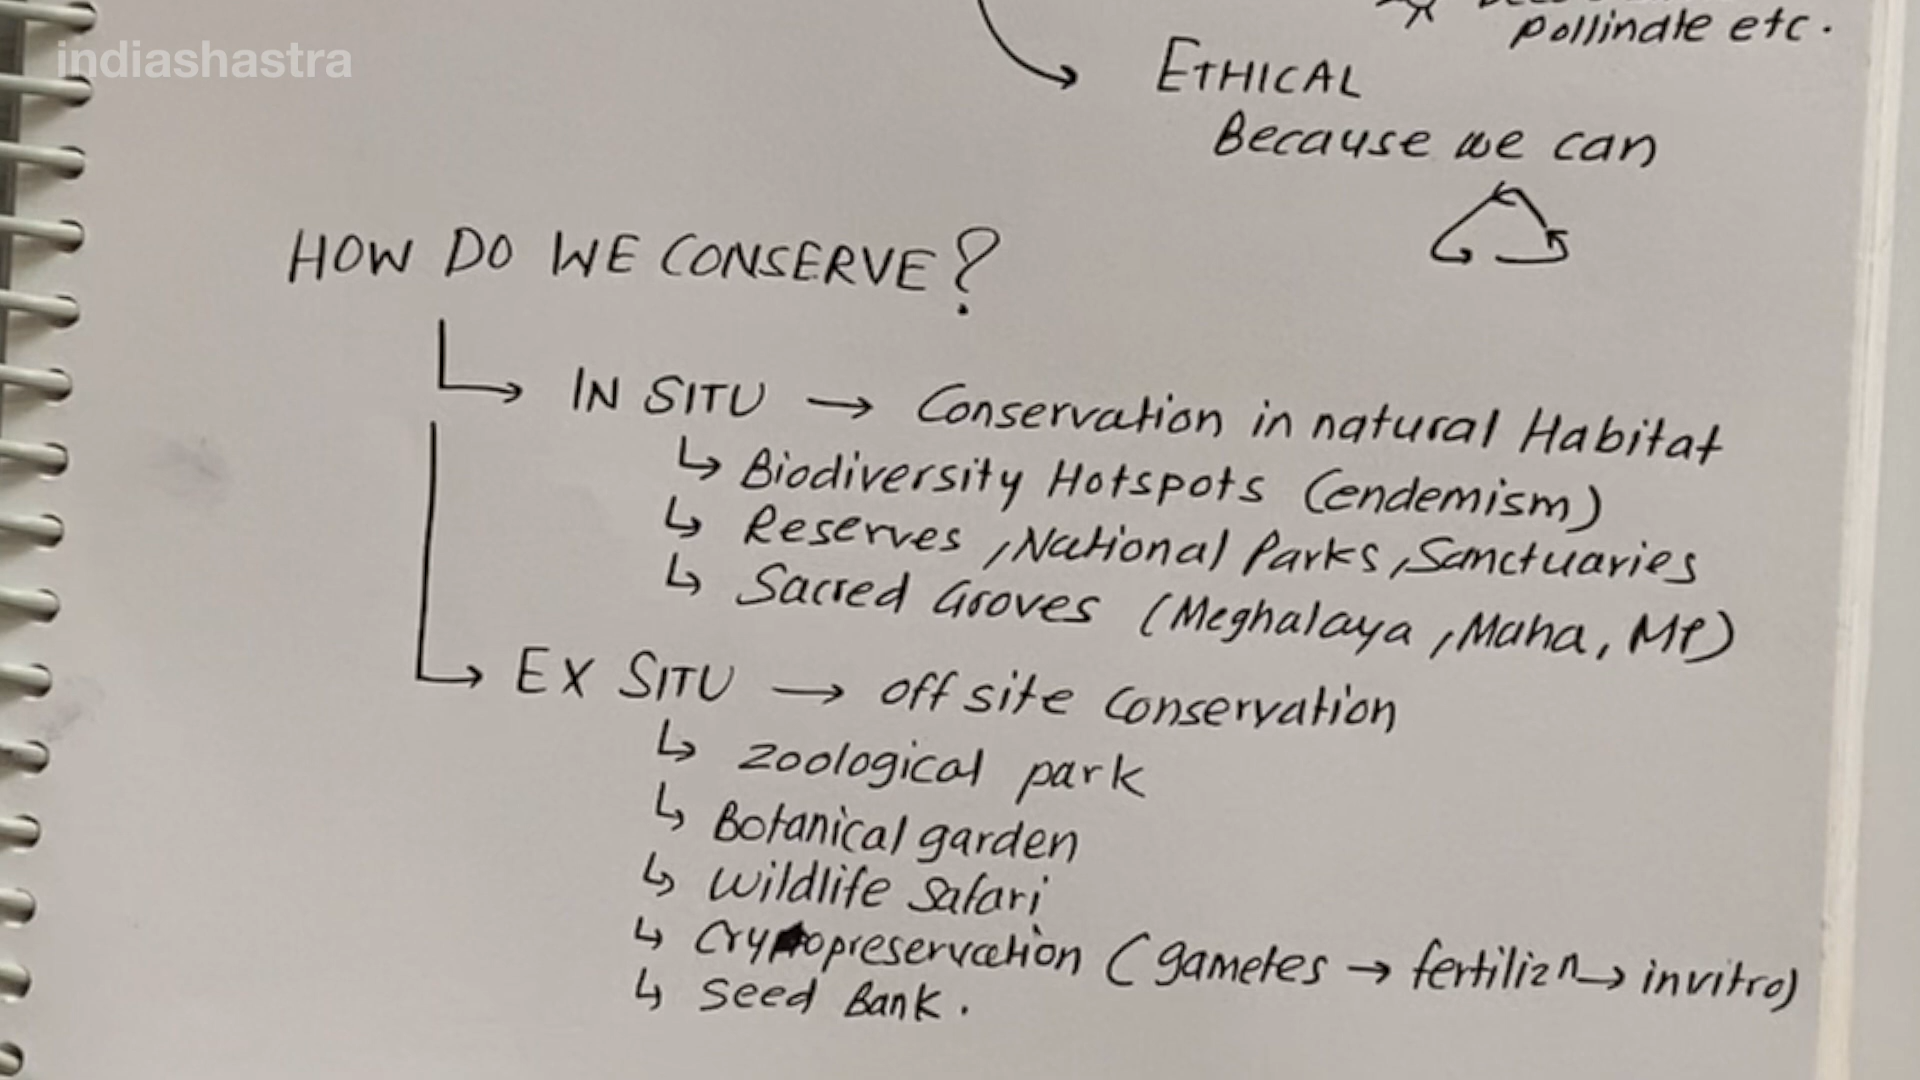 indiashastra
pollindte etc.
ETHICAL
Because we can
HOW DO WE CONSERVE?
IN SITU → Conservation in natural Habitat
↳ Biodiversity Hotspots (endemism)
↳ Reserves, National Parks, Sanctuaries
↳ Sacred Groves (Meghalaya, Maha, MP)
EX SITU → off site conservation
↳ zoological park
↳ Botanical garden
↳ wildlife safari
↳ cryopreservation (gametes → fertilizn → invitro)
↳ seed Bank.